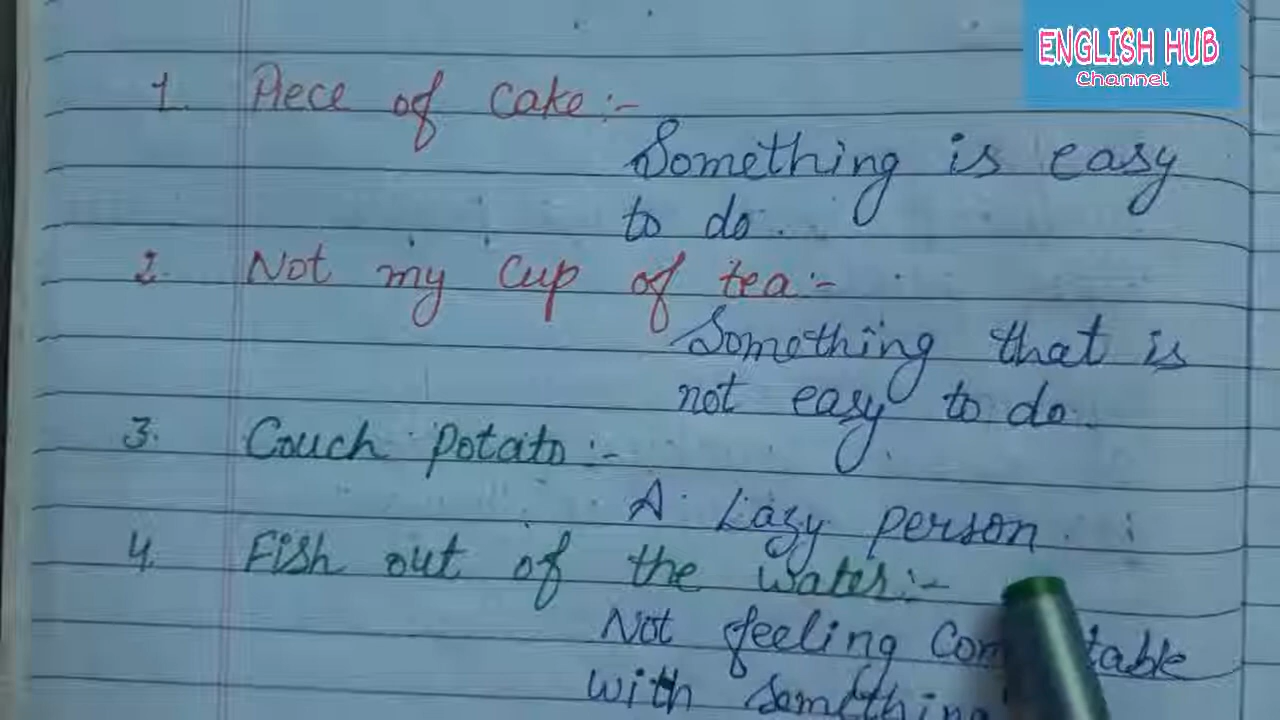 ENGLISH HUB
Channel
1. Piece of cake:-
Something is easy
to do.
2. Not my cup of tea:-
Something that is
not easy to do.
3. Couch potato:-
A Lazy person.
4. Fish out of the water:-
Not feeling
with something